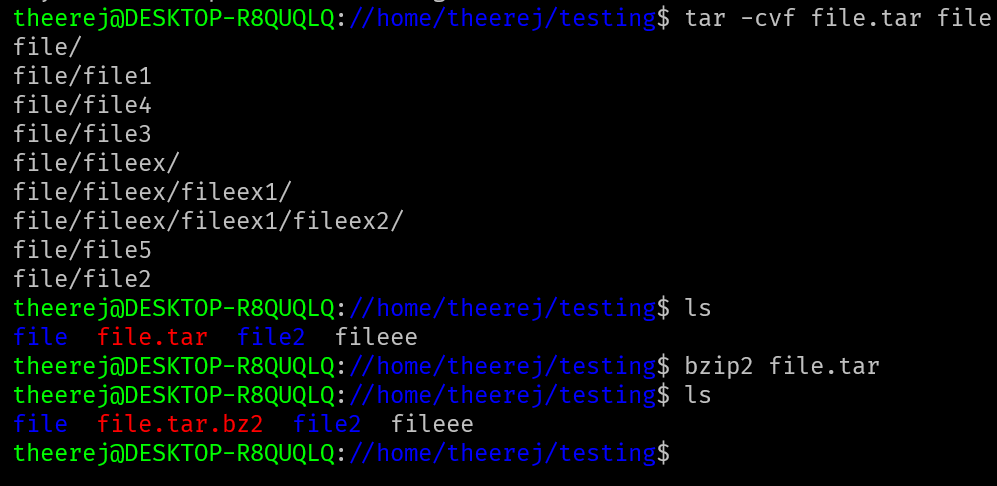 theerej@DESKTOP-R8QUQLQ://home/theerej/testing$ tar -cvf file.tar file
file/
file/file1
file/file4
file/file3
file/fileex/
file/fileex/fileex1/
file/fileex/fileex1/fileex2/
file/file5
file/file2
theerej@DESKTOP-R8QUQLQ://home/theerej/testing$ ls
file  file.tar  file2  fileee
theerej@DESKTOP-R8QUQLQ://home/theerej/testing$ bzip2 file.tar
theerej@DESKTOP-R8QUQLQ://home/theerej/testing$ ls
file  file.tar.bz2  file2  fileee
theerej@DESKTOP-R8QUQLQ://home/theerej/testing$